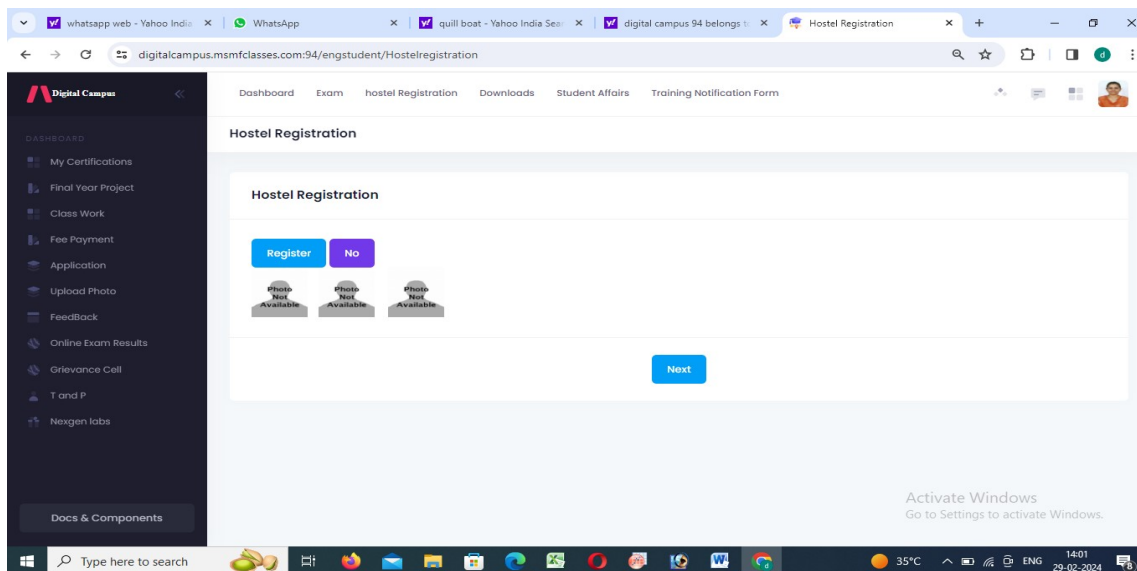 whatsapp web - Yahoo India
WhatsApp
quill boat - Yahoo India Sear
digital campus 94 belongs t
Hostel Registration
digitalcampus.msmfclasses.com:94/engstudent/Hostelregistration
d
Digital Campus
Dashboard Exam hostel Registration Downloads Student Affairs Training Notification Form
DASHBOARD
Hostel Registration
My Certifications
Final Year Project
Class Work
Fee Payment
Application
Upload Photo
FeedBack
Online Exam Results
Grievance Cell
T and P
Nexgen labs
Docs & Components
Hostel Registration
Register No
Photo Not Available
Photo Not Available
Photo Not Available
Next
Activate Windows
Go to Settings to activate Windows.
Type here to search
35°C
ENG
14:01
29-02-2024
8